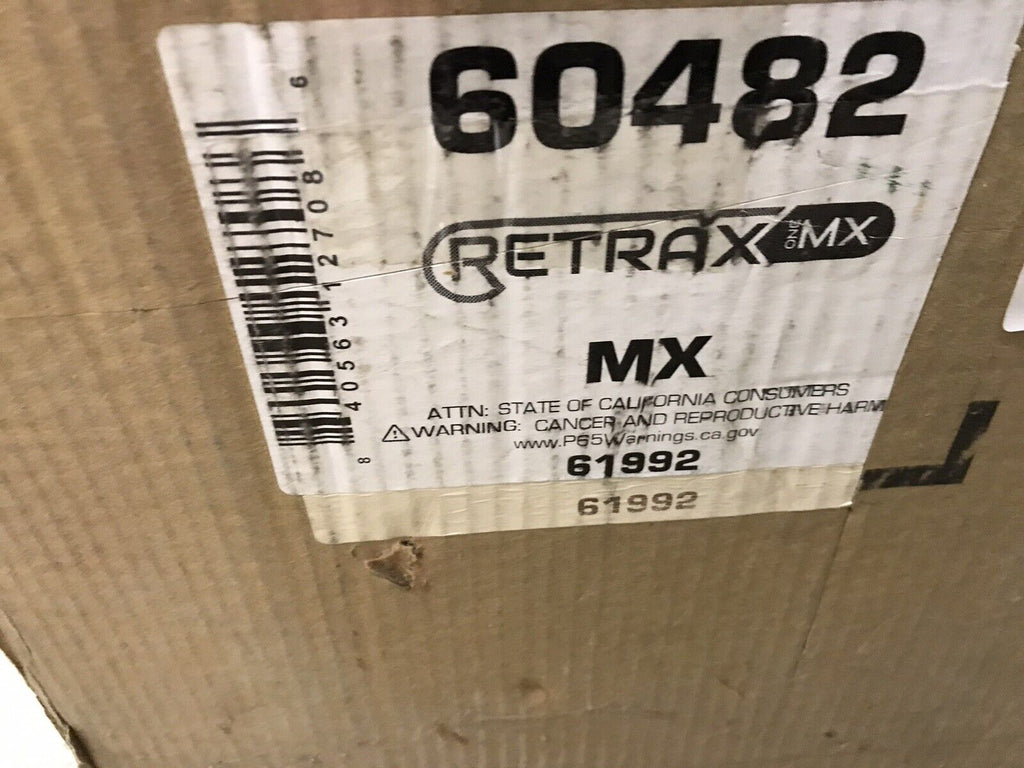 60482
RETRAX ONE MX
MX
ATTN: STATE OF CALIFORNIA CONSUMERS
⚠WARNING: CANCER AND REPRODUCTIVE HARM
www.P65Warnings.ca.gov
61992
61992
8 40563 12708 6